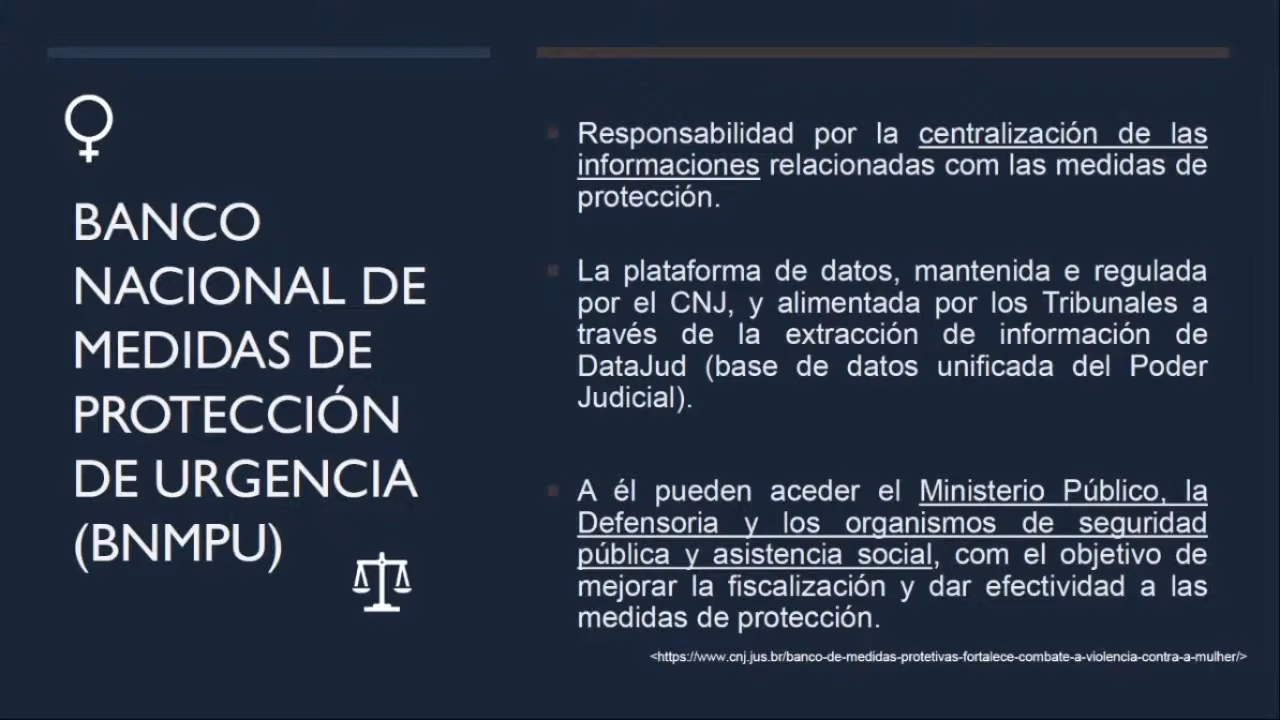 BANCO
NACIONAL DE
MEDIDAS DE
PROTECCIÓN
DE URGENCIA
(BNMPU)
Responsabilidad por la centralización de las
informaciones relacionadas com las medidas de
protección.
La plataforma de datos, mantenida e regulada
por el CNJ, y alimentada por los Tribunales a
través de la extracción de información de
DataJud (base de datos unificada del Poder
Judicial).
A él pueden aceder el Ministerio Público, la
Defensoria y los organismos de seguridad
pública y asistencia social, com el objetivo de
mejorar la fiscalización y dar efectividad a las
medidas de protección.
<https://www.cnj.jus.br/banco-de-medidas-protetivas-fortalece-combate-a-violencia-contra-a-mulher/>